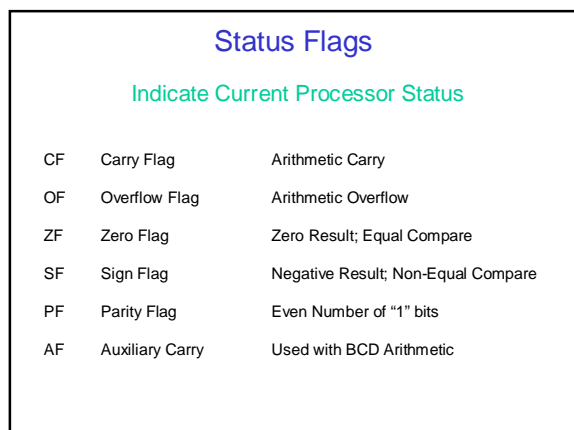 Status Flags
Indicate Current Processor Status
CF Carry Flag Arithmetic Carry
OF Overflow Flag Arithmetic Overflow
ZF Zero Flag Zero Result; Equal Compare
SF Sign Flag Negative Result; Non-Equal Compare
PF Parity Flag Even Number of “1” bits
AF Auxiliary Carry Used with BCD Arithmetic